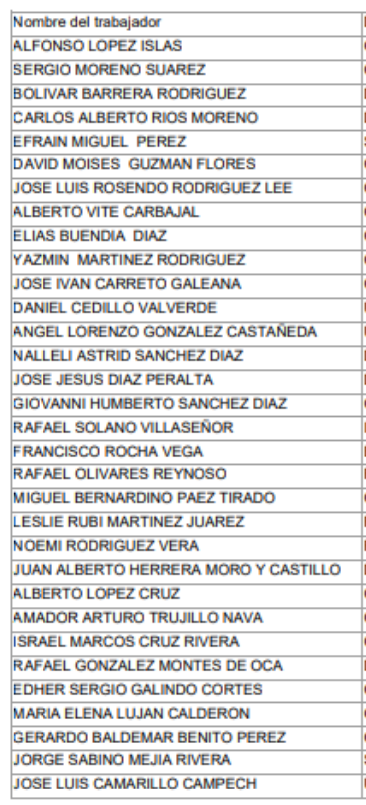 Nombre del trabajador
ALFONSO LOPEZ ISLAS
SERGIO MORENO SUAREZ
BOLIVAR BARRERA RODRIGUEZ
CARLOS ALBERTO RIOS MORENO
EFRAIN MIGUEL  PEREZ
DAVID MOISES  GUZMAN FLORES
JOSE LUIS ROSENDO RODRIGUEZ LEE
ALBERTO VITE CARBAJAL
ELIAS BUENDIA  DIAZ
YAZMIN  MARTINEZ RODRIGUEZ
JOSE IVAN CARRETO GALEANA
DANIEL CEDILLO VALVERDE
ANGEL LORENZO GONZALEZ CASTAÑEDA
NALLELI ASTRID SANCHEZ DIAZ
JOSE JESUS DIAZ PERALTA
GIOVANNI HUMBERTO SANCHEZ DIAZ
RAFAEL SOLANO VILLASEÑOR
FRANCISCO ROCHA VEGA
RAFAEL OLIVARES REYNOSO
MIGUEL BERNARDINO PAEZ TIRADO
LESLIE RUBI MARTINEZ JUAREZ
NOEMI RODRIGUEZ VERA
JUAN ALBERTO HERRERA MORO Y CASTILLO
ALBERTO LOPEZ CRUZ
AMADOR ARTURO TRUJILLO NAVA
ISRAEL MARCOS CRUZ RIVERA
RAFAEL GONZALEZ MONTES DE OCA
EDHER SERGIO GALINDO CORTES
MARIA ELENA LUJAN CALDERON
GERARDO BALDEMAR BENITO PEREZ
JORGE SABINO MEJIA RIVERA
JOSE LUIS CAMARILLO CAMPECH